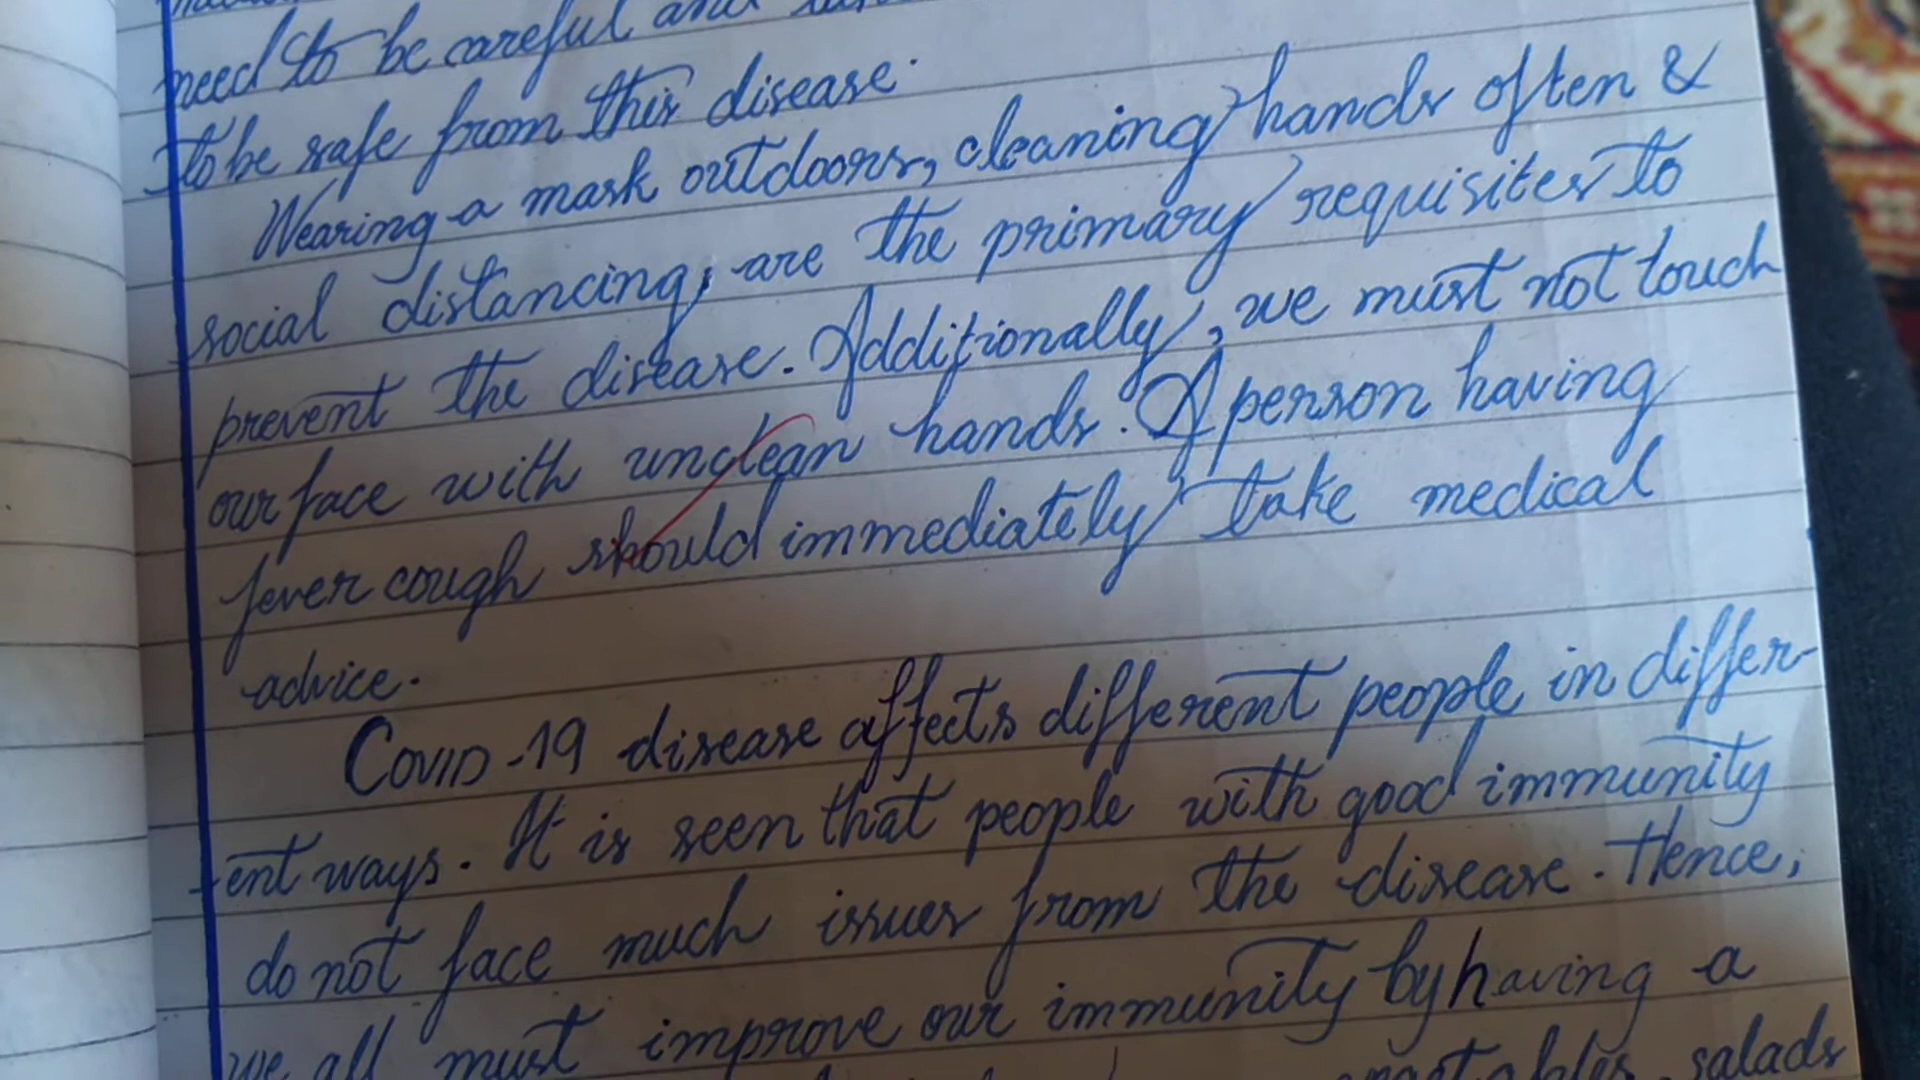 need to be careful and
to be safe from this disease.
Wearing a mask outdoors, cleaning hands often &
social distancing, are the primary requisites to
prevent the disease. Additionally, we must not touch
our face with unclean hands. A person having
fever cough should immediately take medical
advice.
COVID-19 disease affects different people in differ-
-ent ways. It is seen that people with good immunity
do not face much issues from the disease. Hence,
we all must improve our immunity by having a
salads